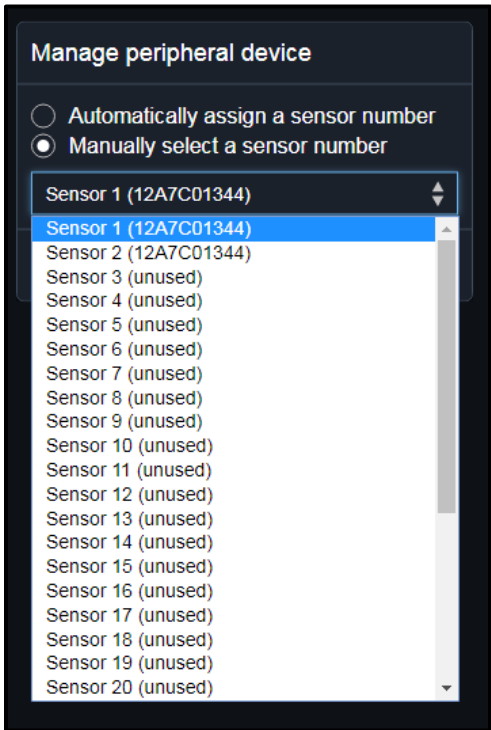 Manage peripheral device
Automatically assign a sensor number
Manually select a sensor number
Sensor 1 (12A7C01344)
Sensor 1 (12A7C01344)
Sensor 2 (12A7C01344)
Sensor 3 (unused)
Sensor 4 (unused)
Sensor 5 (unused)
Sensor 6 (unused)
Sensor 7 (unused)
Sensor 8 (unused)
Sensor 9 (unused)
Sensor 10 (unused)
Sensor 11 (unused)
Sensor 12 (unused)
Sensor 13 (unused)
Sensor 14 (unused)
Sensor 15 (unused)
Sensor 16 (unused)
Sensor 17 (unused)
Sensor 18 (unused)
Sensor 19 (unused)
Sensor 20 (unused)